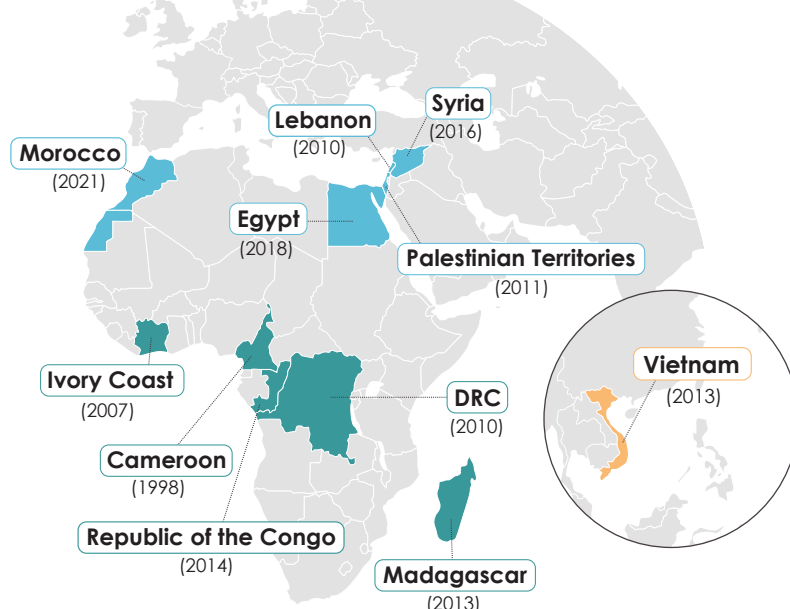 Syria
(2016)
Lebanon
(2010)
Morocco
(2021)
Egypt
(2018)
Palestinian Territories
(2011)
Ivory Coast
(2007)
Vietnam
(2013)
DRC
(2010)
Cameroon
(1998)
Republic of the Congo
(2014)
Madagascar
(2013)